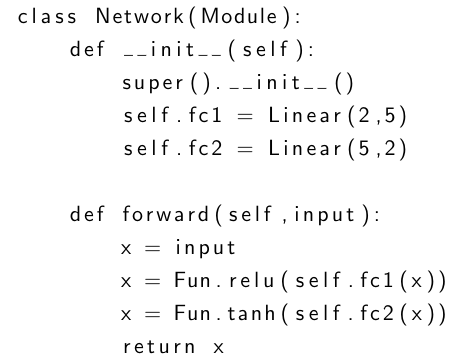 class Network(Module):
    def __init__(self):
        super().__init__()
        self.fc1 = Linear(2,5)
        self.fc2 = Linear(5,2)

    def forward(self,input):
        x = input
        x = Fun.relu(self.fc1(x))
        x = Fun.tanh(self.fc2(x))
        return x